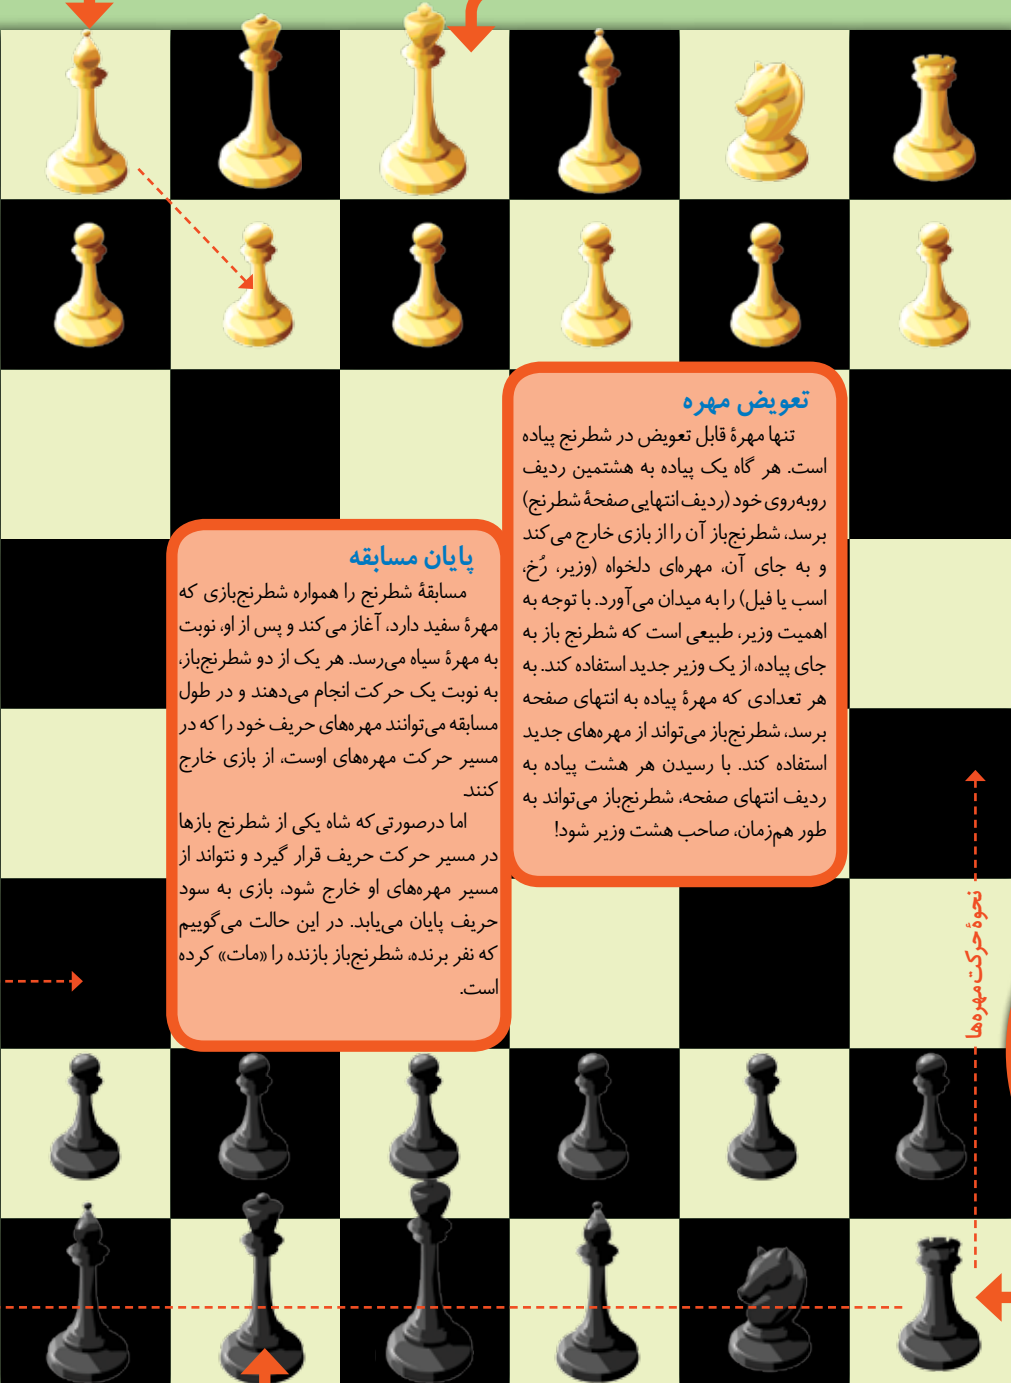 تعویض مهره
تنها مهرهٔ قابل تعویض در شطرنج پیاده
است. هر گاه یک پیاده به هشتمین ردیف
روبه‌روی خود (ردیف انتهایی صفحهٔ شطرنج)
برسد، شطرنج‌باز آن را از بازی خارج می‌کند
و به جای آن، مهره‌ای دلخواه (وزیر، رُخ،
اسب یا فیل) را به میدان می‌آورد. با توجه به
اهمیت وزیر، طبیعی است که شطرنج باز به
جای پیاده، از یک وزیر جدید استفاده کند. به
هر تعدادی که مهرهٔ پیاده به انتهای صفحه
برسد، شطرنج‌باز می‌تواند از مهره‌های جدید
استفاده کند. با رسیدن هر هشت پیاده به
ردیف انتهای صفحه، شطرنج‌باز می‌تواند به
طور هم‌زمان، صاحب هشت وزیر شود!
پایان مسابقه
مسابقهٔ شطرنج را همواره شطرنج‌بازی که
مهرهٔ سفید دارد، آغاز می‌کند و پس از او، نوبت
به مهرهٔ سیاه می‌رسد. هر یک از دو شطرنج‌باز،
به نوبت یک حرکت انجام می‌دهند و در طول
مسابقه می‌توانند مهره‌های حریف خود را که در
مسیر حرکت مهره‌های اوست، از بازی خارج
کنند.
اما درصورتی‌که شاه یکی از شطرنج بازها
در مسیر حرکت حریف قرار گیرد و نتواند از
مسیر مهره‌های او خارج شود، بازی به سود
حریف پایان می‌یابد. در این حالت می‌گوییم
که نفر برنده، شطرنج‌باز بازنده را «مات» کرده
است.
نحوهٔ حرکت مهره‌ها